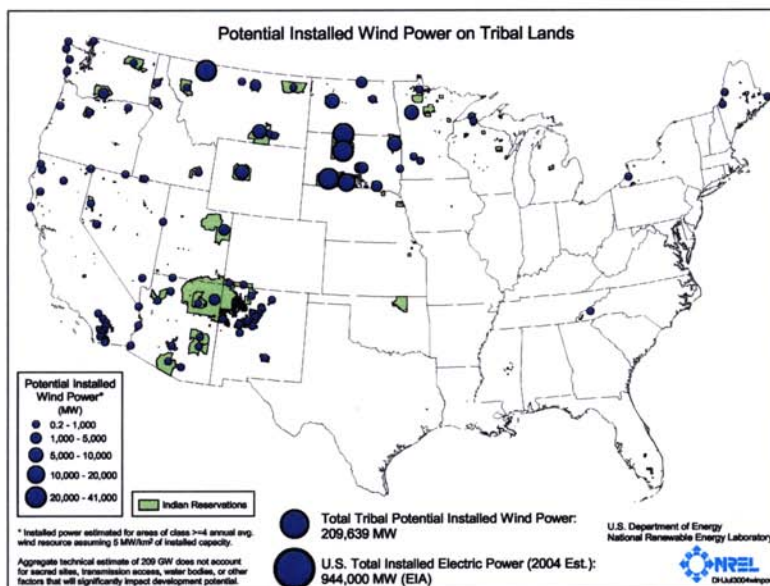 Potential Installed Wind Power on Tribal Lands
Potential Installed
Wind Power*
(MW)
0.2 - 1,000
1,000 - 5,000
5,000 - 10,000
10,000 - 20,000
20,000 - 41,000
Indian Reservations
* Installed power estimated for areas of class >=4 annual avg.
wind resource assuming 5 MW/km² of installed capacity.
Aggregate technical estimate of 209 GW does not account
for sacred sites, transmission access, water bodies, or other
factors that will significantly impact development potential.
Total Tribal Potential Installed Wind Power:
209,639 MW
U.S. Total Installed Electric Power (2004 Est.):
944,000 MW (EIA)
U.S. Department of Energy
National Renewable Energy Laboratory
NREL